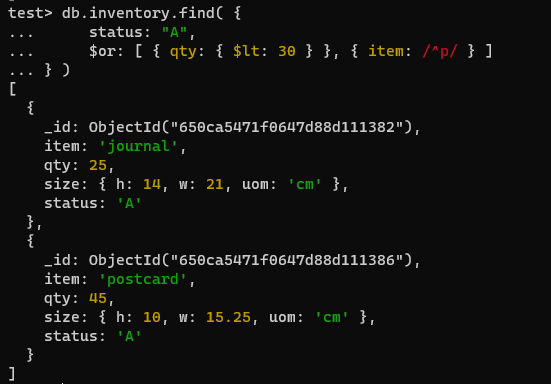 test> db.inventory.find( {
...      status: "A",
...      $or: [ { qty: { $lt: 30 } }, { item: /^p/ } ]
... } )
[
  {
    _id: ObjectId("650ca5471f0647d88d111382"),
    item: 'journal',
    qty: 25,
    size: { h: 14, w: 21, uom: 'cm' },
    status: 'A'
  },
  {
    _id: ObjectId("650ca5471f0647d88d111386"),
    item: 'postcard',
    qty: 45,
    size: { h: 10, w: 15.25, uom: 'cm' },
    status: 'A'
  }
]